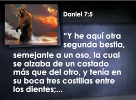 Daniel 7:5
"Y he aquí otra
segunda bestia,
semejante a un oso, la cual
se alzaba de un costado
más que del otro, y tenía en
su boca tres costillas entre
los dientes;...